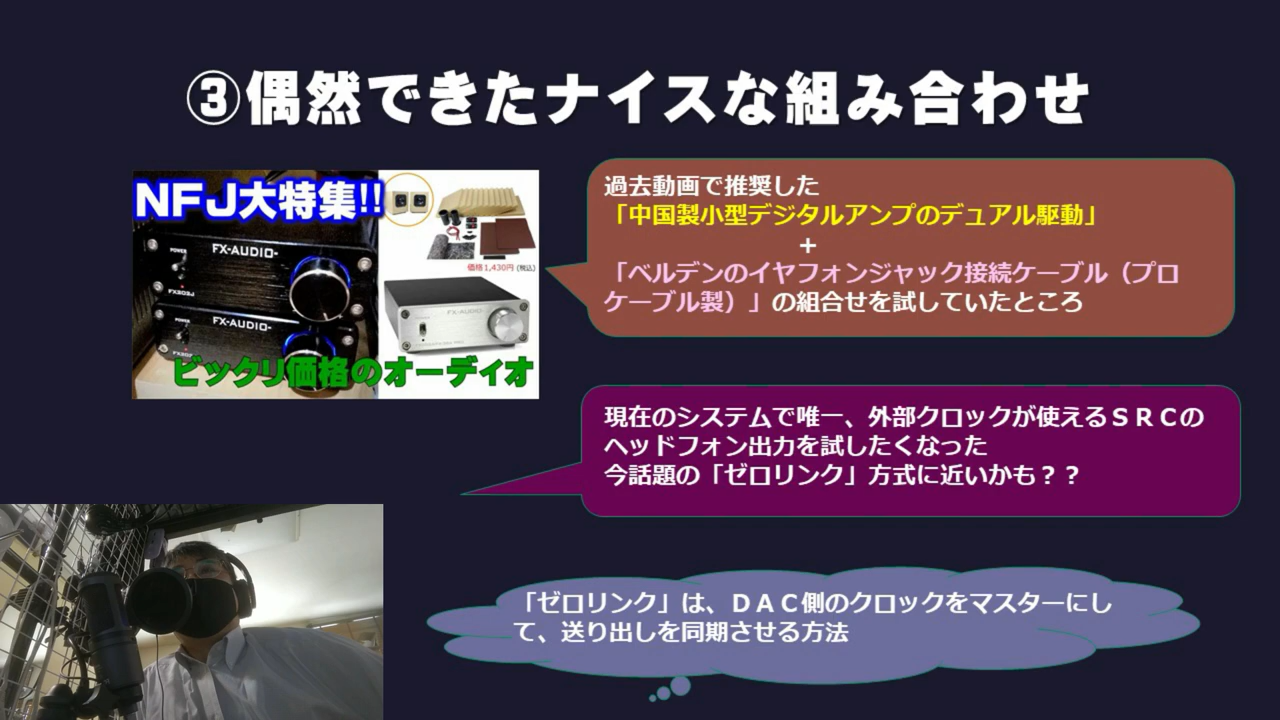 ③偶然できたナイスな組み合わせ
NFJ大特集!!
FX-AUDIO-
POWER
FX202J
FX-AUDIO-
POWER
価格1,430円 (税込)
FX-AUDIO-
ビックリ価格のオーディオ
過去動画で推奨した
「中国製小型デジタルアンプのデュアル駆動」
+
「ベルデンのイヤフォンジャック接続ケーブル（プロ
ケーブル製）」の組合せを試していたところ
現在のシステムで唯一、外部クロックが使えるＳＲＣの
ヘッドフォン出力を試したくなった
今話題の「ゼロリンク」方式に近いかも？？
「ゼロリンク」は、ＤＡＣ側のクロックをマスターにし
て、送り出しを同期させる方法